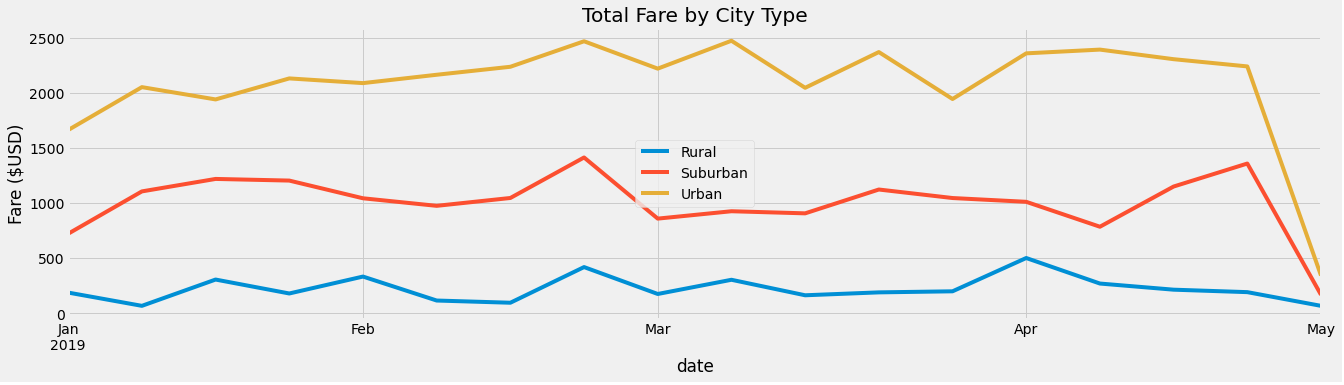 Total Fare by City Type
Fare ($USD)
2500
2000
1500
1000
500
0
Rural
Suburban
Urban
Jan
2019
Feb
Mar
Apr
May
date